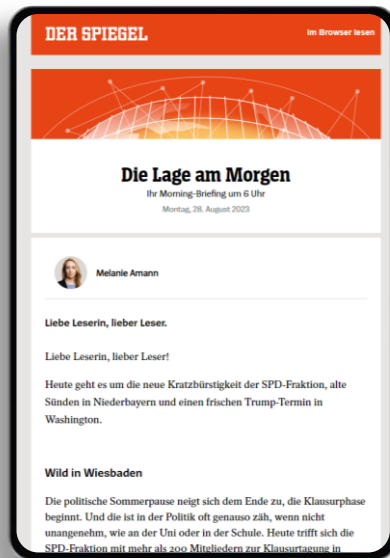 DER SPIEGEL
Im Browser lesen
Die Lage am Morgen
Ihr Morning-Briefing um 6 Uhr
Montag, 28. August 2023
Melanie Amann
Liebe Leserin, lieber Leser.
Liebe Leserin, lieber Leser!
Heute geht es um die neue Kratzbürstigkeit der SPD-Fraktion, alte
Sünden in Niederbayern und einen frischen Trump-Termin in
Washington.
Wild in Wiesbaden
Die politische Sommerpause neigt sich dem Ende zu, die Klausurphase
beginnt. Und die ist in der Politik oft genauso zäh, wenn nicht
unangenehm, wie an der Uni oder in der Schule. Heute trifft sich die
SPD-Fraktion mit mehr als 200 Mitgliedern zur Klausurtagung in